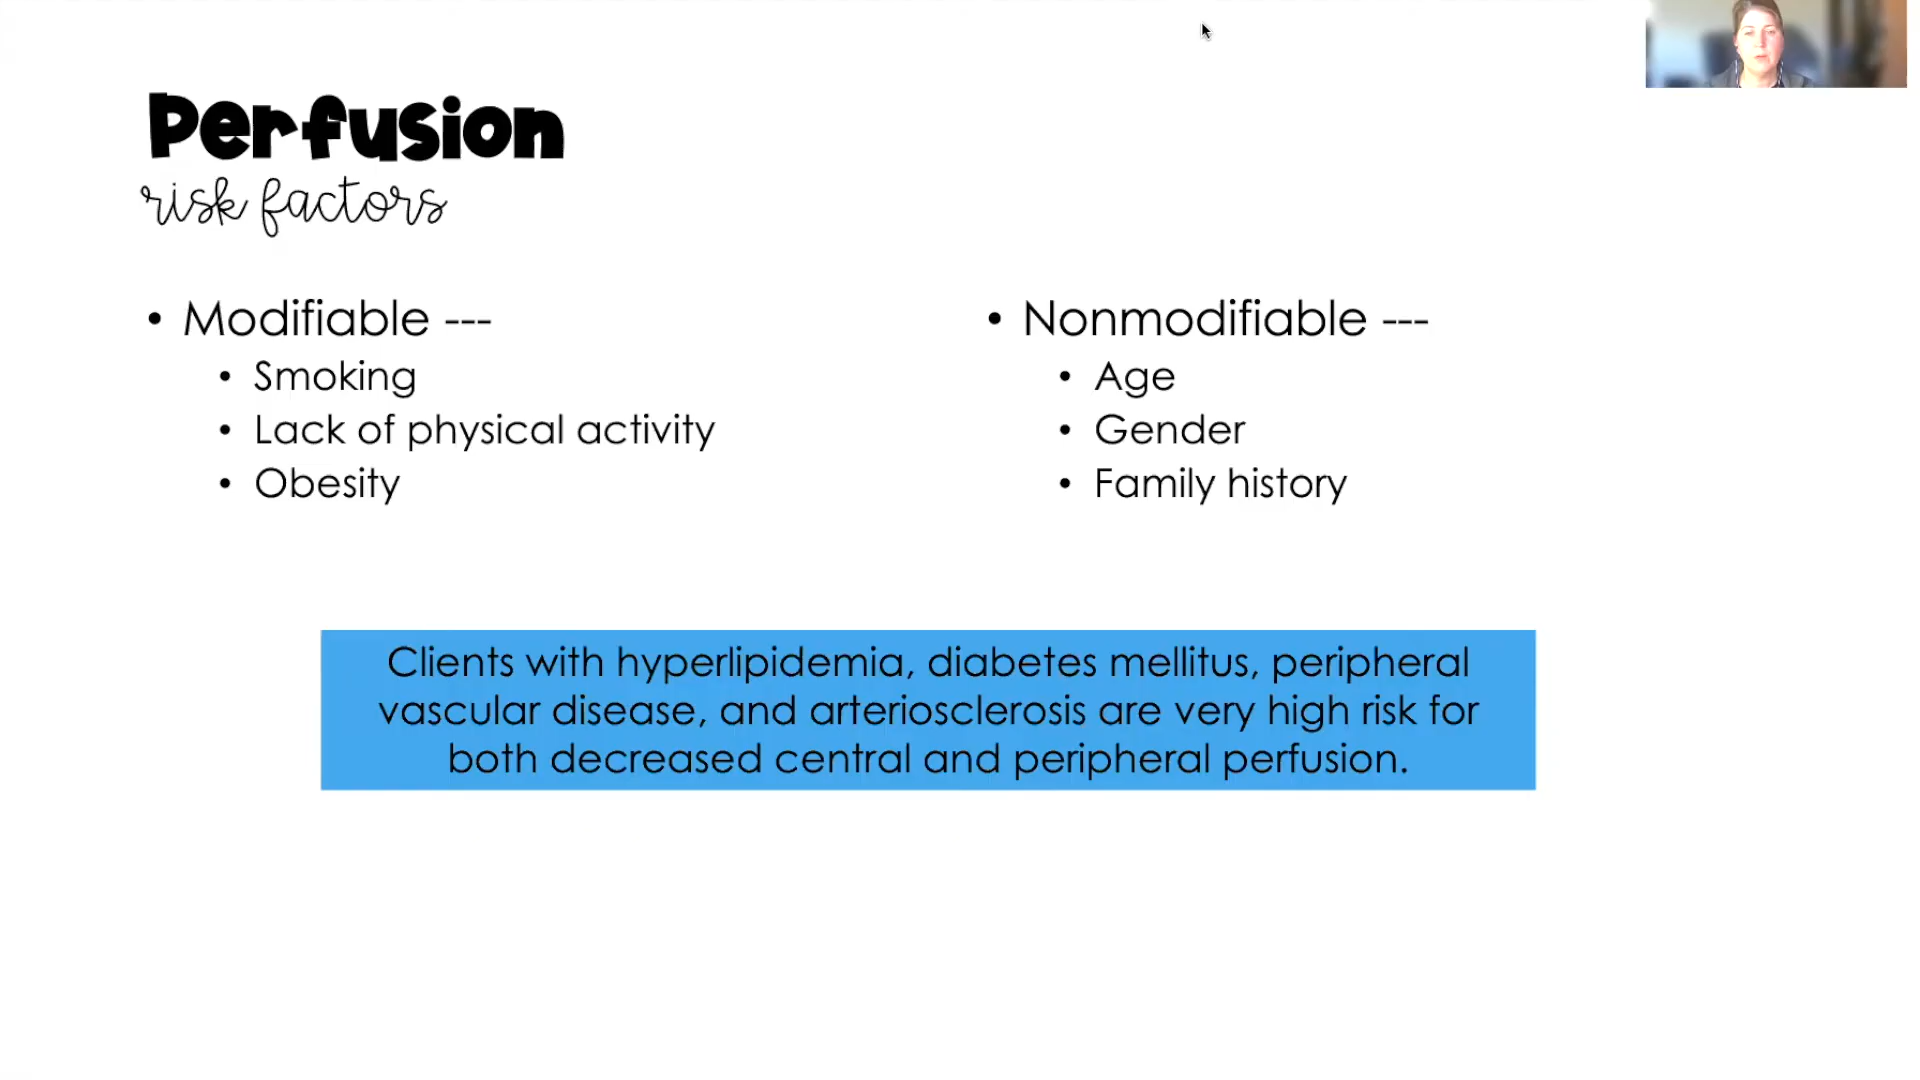 Perfusion
risk factors
• Modifiable ---
• Smoking
• Lack of physical activity
• Obesity
• Nonmodifiable ---
• Age
• Gender
• Family history
Clients with hyperlipidemia, diabetes mellitus, peripheral
vascular disease, and arteriosclerosis are very high risk for
both decreased central and peripheral perfusion.